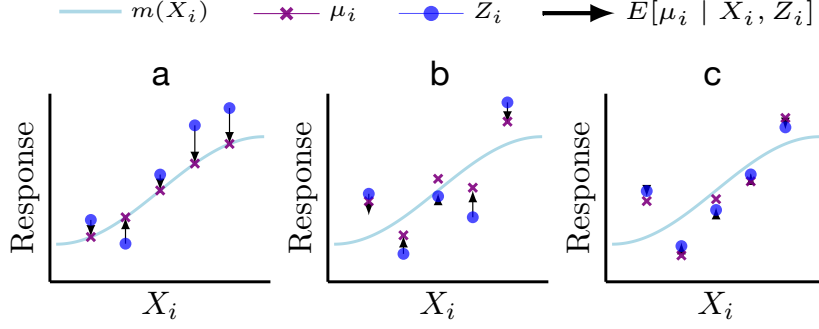 m(X_i) μ_i Z_i E[μ_i | X_i, Z_i]
a b c
Response Response Response
X_i X_i X_i